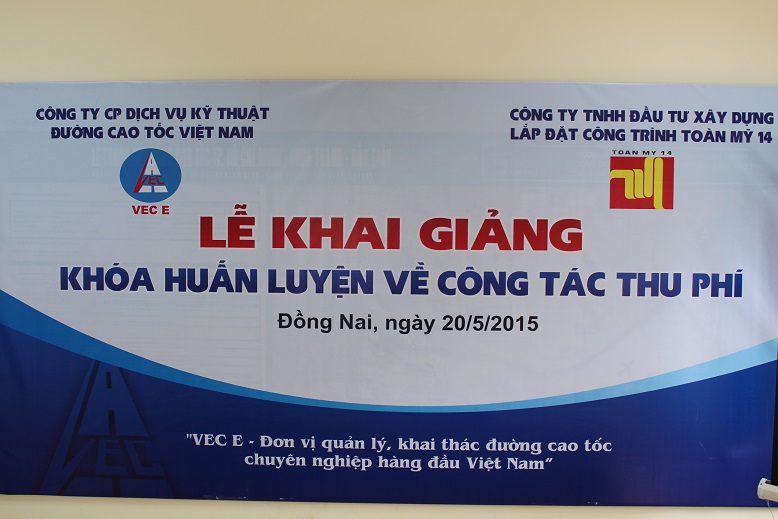 CÔNG TY CP DỊCH VỤ KỸ THUẬT
ĐƯỜNG CAO TỐC VIỆT NAM
VEC
VEC E
CÔNG TY TNHH ĐẦU TƯ XÂY DỰNG
LẮP ĐẶT CÔNG TRÌNH TOÀN MỸ 14
TOAN MY 14
LỄ KHAI GIẢNG
KHÓA HUẤN LUYỆN VỀ CÔNG TÁC THU PHÍ
Đồng Nai, ngày 20/5/2015
VEC
"VEC E - Đơn vị quản lý, khai thác đường cao tốc
chuyên nghiệp hàng đầu Việt Nam"